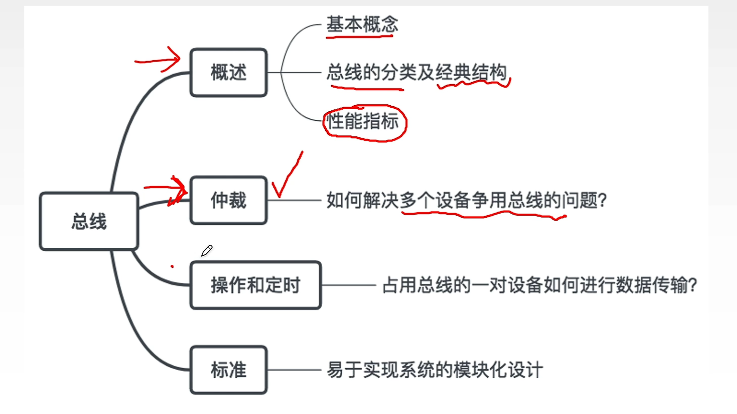 基本概念
概述
总线的分类及经典结构
性能指标
仲裁
如何解决多个设备争用总线的问题?
总线
操作和定时
占用总线的一对设备如何进行数据传输?
标准
易于实现系统的模块化设计